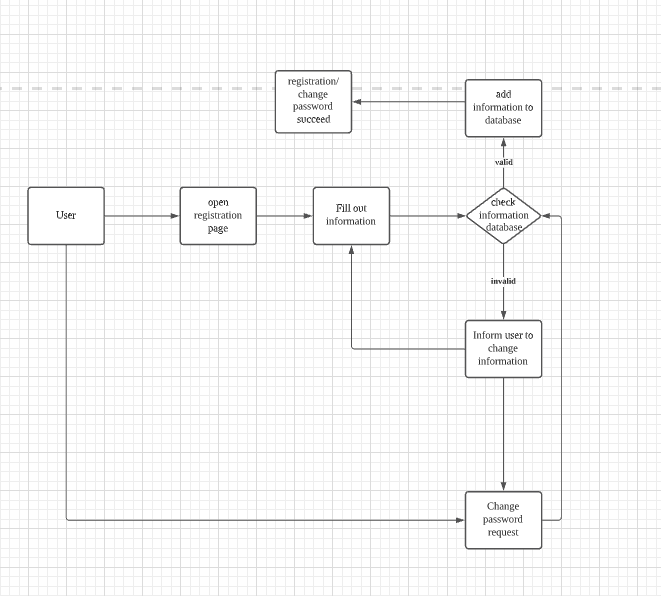 registration/
change
password
succeed
add
information to
database
valid
User
open
registration
page
Fill out
information
check
information
database
invalid
Inform user to
change
information
Change
password
request